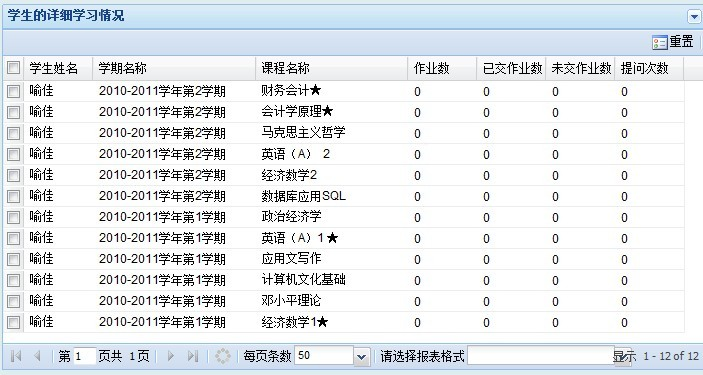 学生的详细学习情况
重置
学生姓名 学期名称 课程名称 作业数 已交作业数 未交作业数 提问次数
喻佳 2010-2011学年第2学期 财务会计★ 0 0 0 0
喻佳 2010-2011学年第2学期 会计学原理★ 0 0 0 0
喻佳 2010-2011学年第2学期 马克思主义哲学 0 0 0 0
喻佳 2010-2011学年第2学期 英语（A） 2 0 0 0 0
喻佳 2010-2011学年第2学期 经济数学2 0 0 0 0
喻佳 2010-2011学年第2学期 数据库应用SQL 0 0 0 0
喻佳 2010-2011学年第1学期 政治经济学 0 0 0 0
喻佳 2010-2011学年第1学期 英语（A）1★ 0 0 0 0
喻佳 2010-2011学年第1学期 应用文写作 0 0 0 0
喻佳 2010-2011学年第1学期 计算机文化基础 0 0 0 0
喻佳 2010-2011学年第1学期 邓小平理论 0 0 0 0
喻佳 2010-2011学年第1学期 经济数学1★ 0 0 0 0
第 1 页共 1 页 每页条数 50 请选择报表格式 显示 1 - 12 of 12